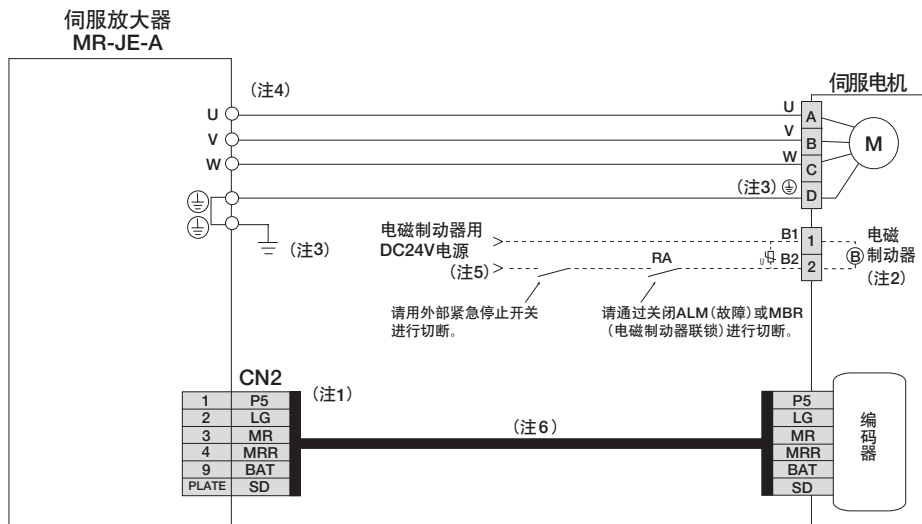 伺服放大器
MR-JE-A
伺服电机
(注4)
U
U
A
V
V
B
M
W
W
C
(注3)
D
(注3)
电磁制动器用
DC24V电源
(注5)
B1
1
RA
U
B2
2
电磁
B
制动器
(注2)
请用外部紧急停止开关
进行切断。
请通过关闭ALM(故障)或MBR
(电磁制动器联锁)进行切断。
CN2
(注1)
(注6)
1 P5
2 LG
3 MR
4 MRR
9 BAT
PLATE SD
P5
LG
MR
MRR
BAT
SD
编码器